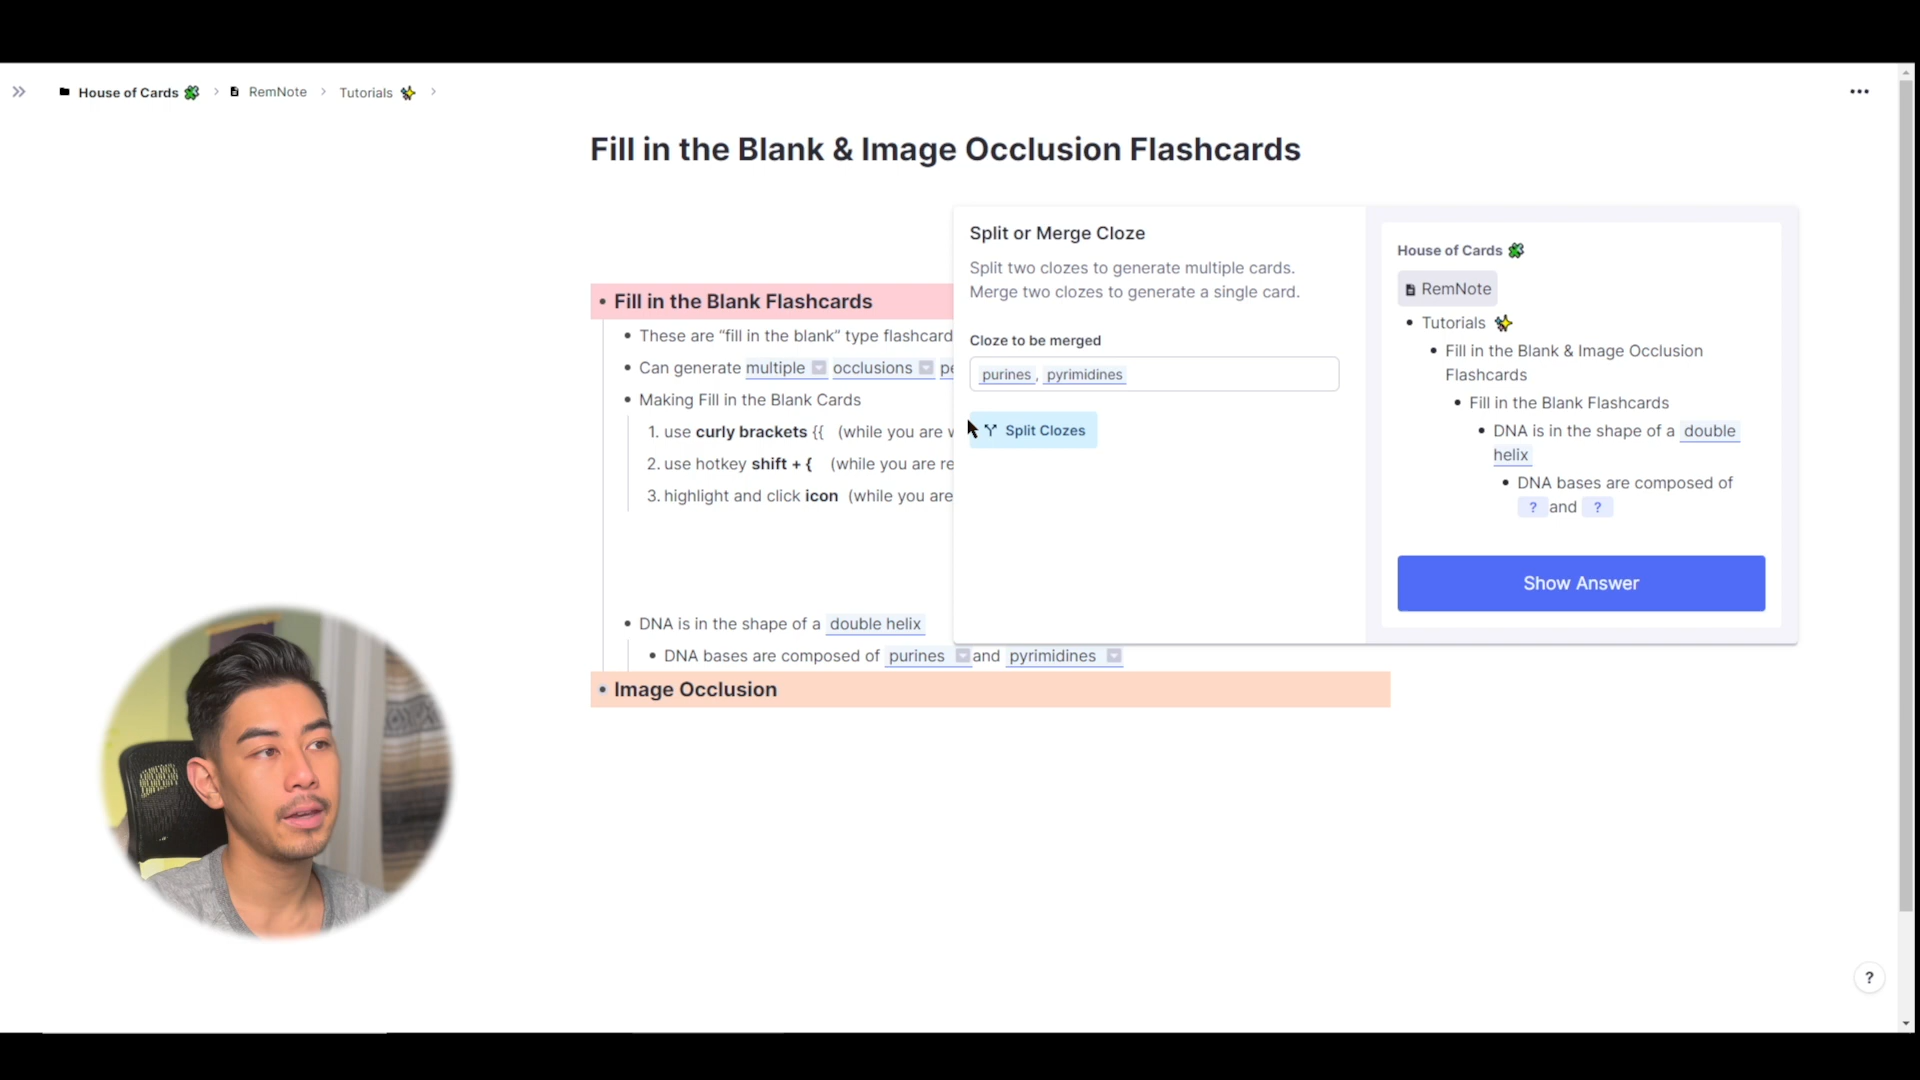 House of Cards
RemNote
Tutorials
Fill in the Blank & Image Occlusion Flashcards
Fill in the Blank Flashcards
These are “fill in the blank” type flashcard
Can generate multiple occlusions pe
Making Fill in the Blank Cards
1. use curly brackets {{ (while you are w
2. use hotkey shift + { (while you are re
3. highlight and click icon (while you are
DNA is in the shape of a double helix
DNA bases are composed of purines and pyrimidines
Image Occlusion
Split or Merge Cloze
Split two clozes to generate multiple cards.
Merge two clozes to generate a single card.
Cloze to be merged
purines, pyrimidines
Split Clozes
House of Cards
RemNote
Tutorials
Fill in the Blank & Image Occlusion
Flashcards
Fill in the Blank Flashcards
DNA is in the shape of a double
helix
DNA bases are composed of
? and ?
Show Answer
?